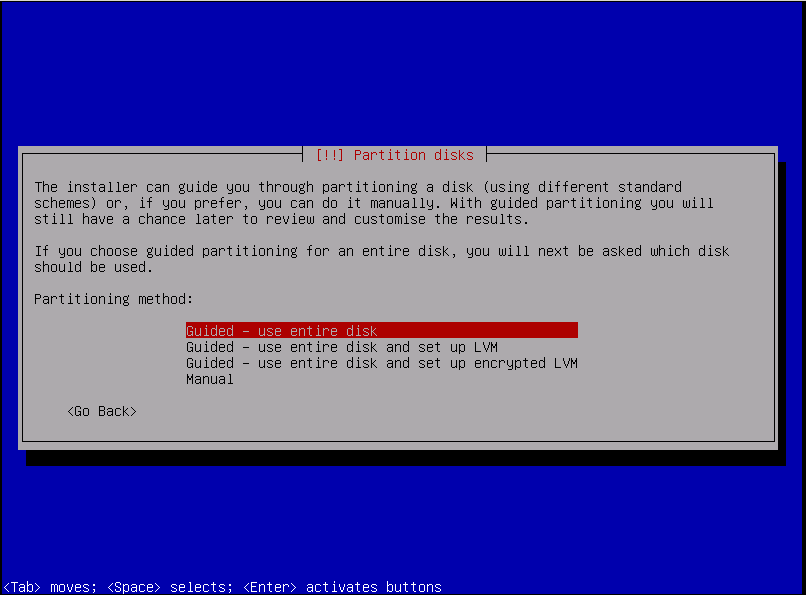 [!!] Partition disks
The installer can guide you through partitioning a disk (using different standard
schemes) or, if you prefer, you can do it manually. With guided partitioning you will
still have a chance later to review and customise the results.
If you choose guided partitioning for an entire disk, you will next be asked which disk
should be used.
Partitioning method:
Guided - use entire disk
Guided - use entire disk and set up LVM
Guided - use entire disk and set up encrypted LVM
Manual
<Go Back>
<Tab> moves; <Space> selects; <Enter> activates buttons